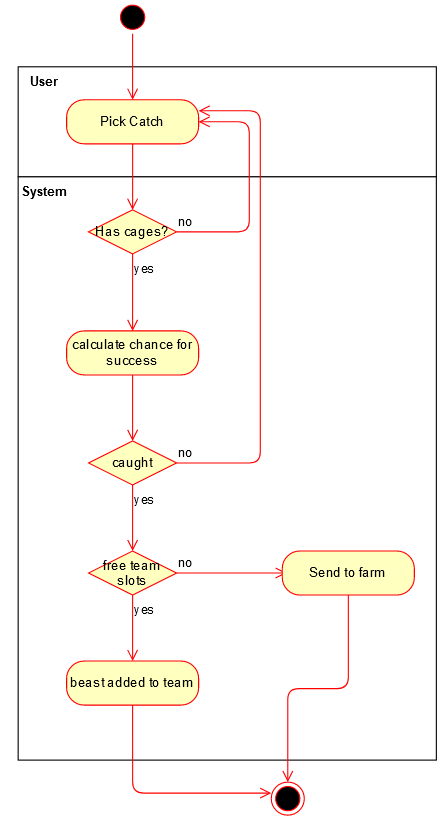 User
Pick Catch
System
Has cages?
no
yes
calculate chance for
success
caught
no
yes
free team
slots
no
Send to farm
yes
beast added to team